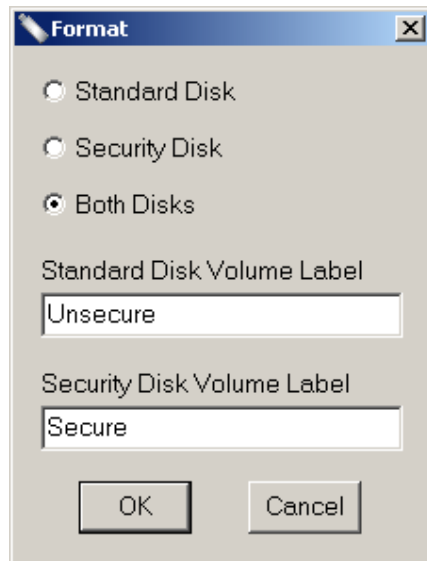 Format
Standard Disk
Security Disk
Both Disks
Standard Disk Volume Label
Unsecure
Security Disk Volume Label
Secure
OK Cancel